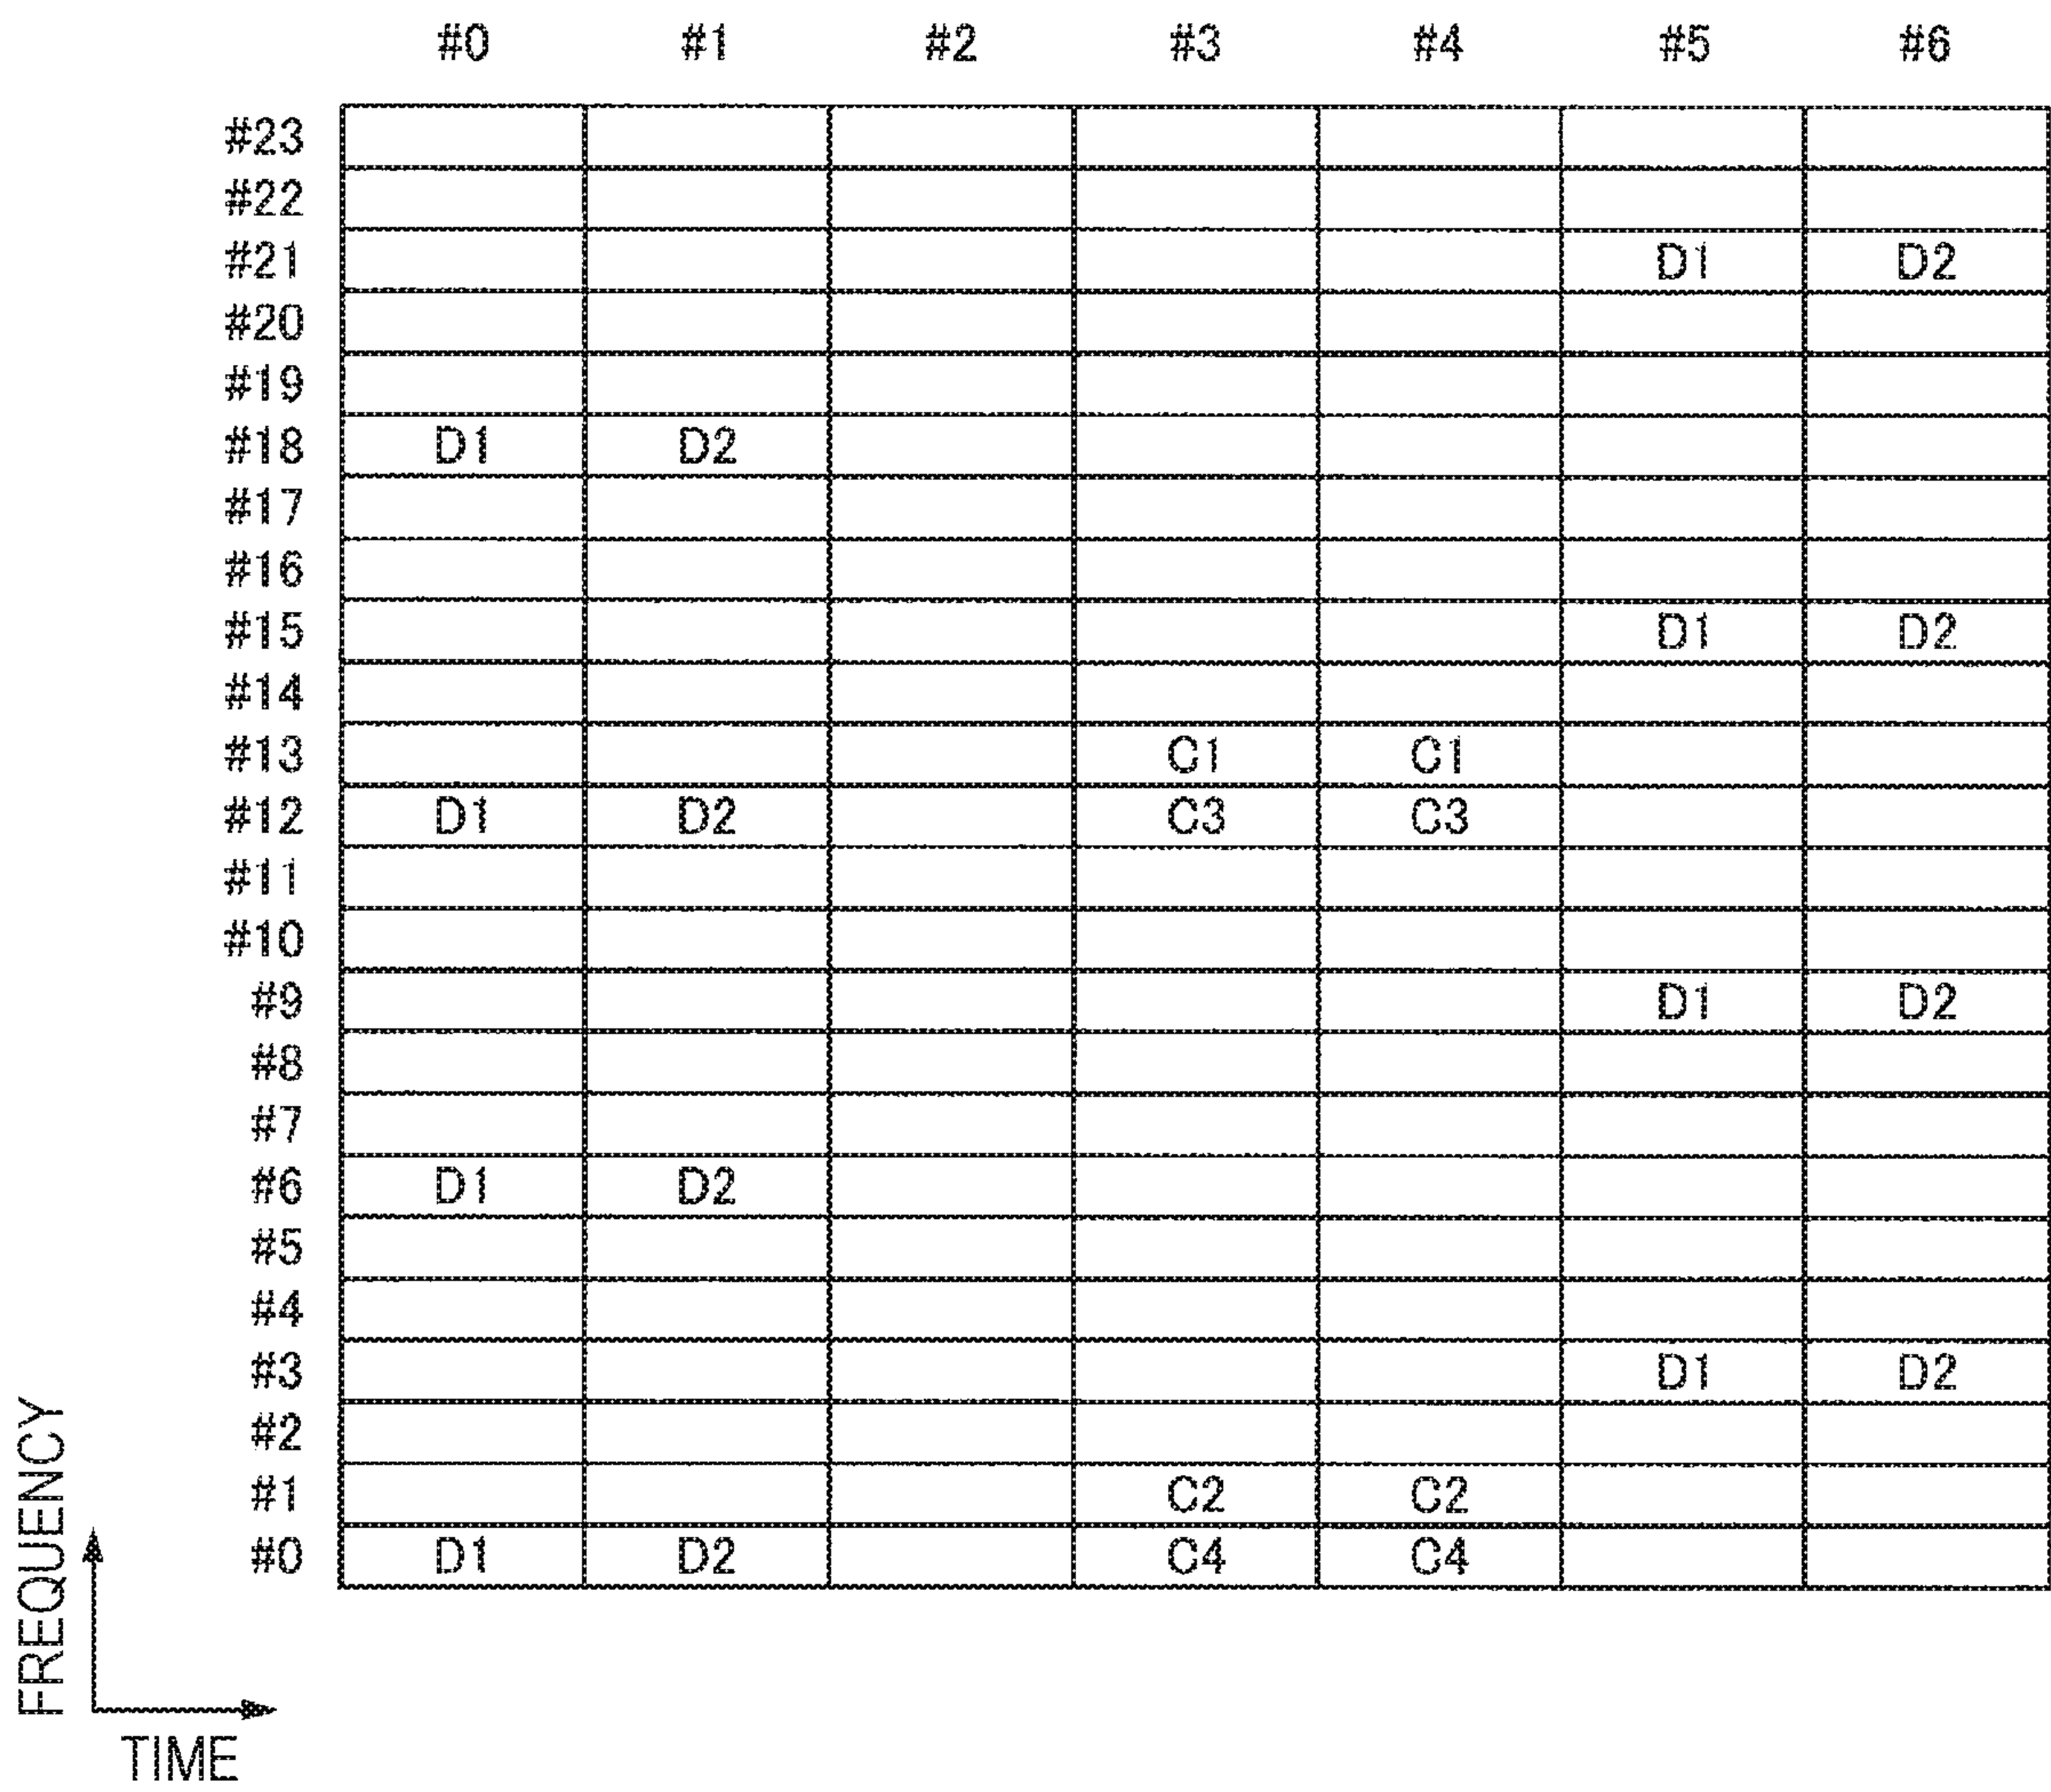 #0 #1 #2 #3 #4 #5 #6
#23
#22
#21 D1 D2
#20
#19
#18 D1 D2
#17
#16
#15 D1 D2
#14
#13 C1 C1
#12 D1 D2 C3 C3
#11
#10
#9 D1 D2
#8
#7
#6 D1 D2
#5
#4
#3 D1 D2
#2
#1 C2 C2
#0 D1 D2 C4 C4
FREQUENCY
TIME